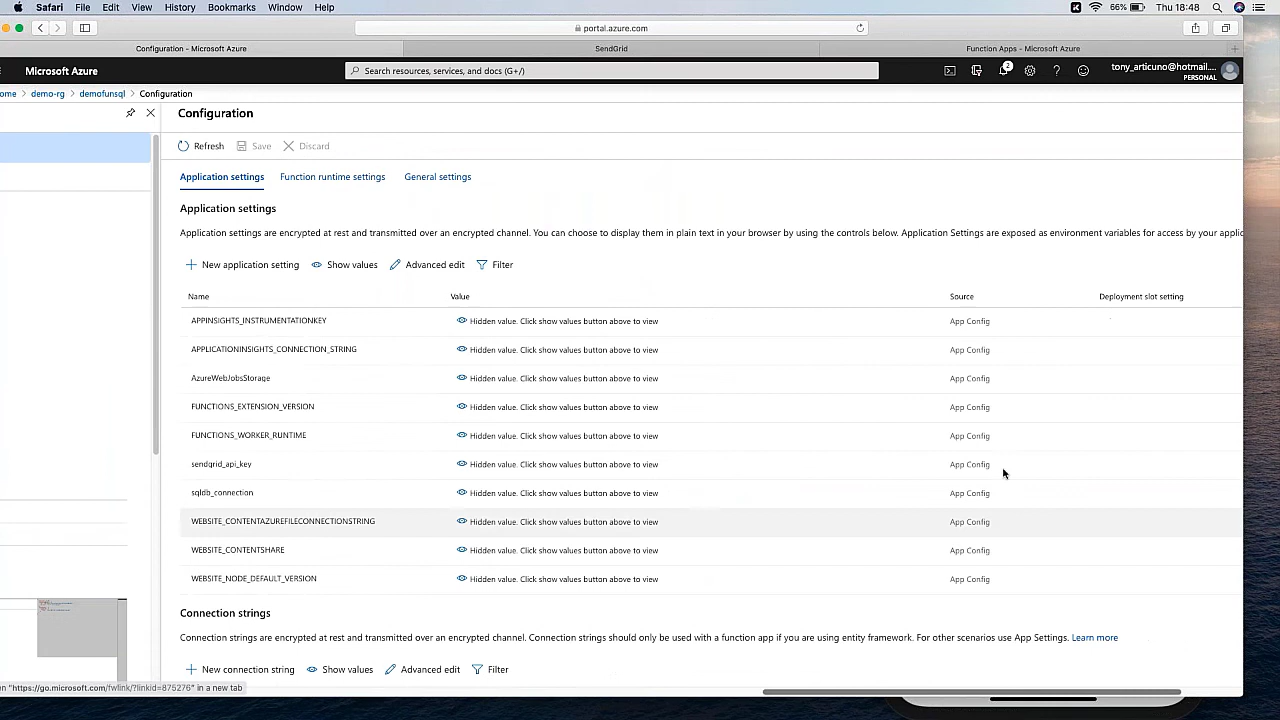 Safari File Edit View History Bookmarks Window Help 66% Thu 18:48
portal.azure.com
Configuration - Microsoft Azure SendGrid Function Apps - Microsoft Azure
Microsoft Azure Search resources, services, and docs (G+/) 2 tony_articuno@hotmail....
PERSONAL
ome > demo-rg > demofunsql > Configuration
Configuration
Refresh Save Discard
Application settings Function runtime settings General settings
Application settings
Application settings are encrypted at rest and transmitted over an encrypted channel. You can choose to display them in plain text in your browser by using the controls below. Application Settings are exposed as environment variables for access by your applic
New application setting Show values Advanced edit Filter
Name Value Source Deployment slot setting
APPINSIGHTS_INSTRUMENTATIONKEY Hidden value. Click show values button above to view App Config
APPLICATIONINSIGHTS_CONNECTION_STRING Hidden value. Click show values button above to view App Config
AzureWebJobsStorage Hidden value. Click show values button above to view App Config
FUNCTIONS_EXTENSION_VERSION Hidden value. Click show values button above to view App Config
FUNCTIONS_WORKER_RUNTIME Hidden value. Click show values button above to view App Config
sendgrid_api_key Hidden value. Click show values button above to view App Config
sqldb_connection Hidden value. Click show values button above to view App Config
WEBSITE_CONTENTAZUREFILECONNECTIONSTRING Hidden value. Click show values button above to view App Config
WEBSITE_CONTENTSHARE Hidden value. Click show values button above to view App Config
WEBSITE_NODE_DEFAULT_VERSION Hidden value. Click show values button above to view App Config
Connection strings
Connection strings are encrypted at rest and transmitted over an encrypted channel. Connection strings should only be used with a function app if you are using entity framework. For other scenarios use App Settings. Learn more
New connection string Show values Advanced edit Filter
en "https://go.microsoft.com/fwlink/?linkid=875276" in a new tab